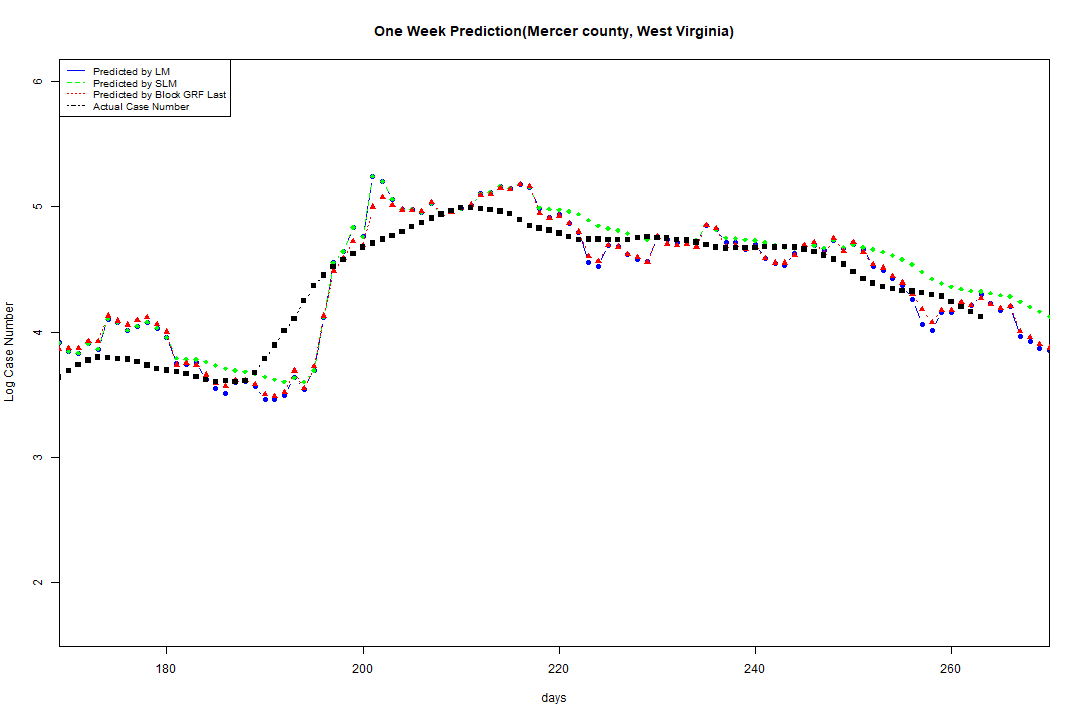 One Week Prediction(Mercer county, West Virginia)
Predicted by LM
Predicted by SLM
Predicted by Block GRF Last
Actual Case Number
6
5
4
3
2
Log Case Number
180 200 220 240 260
days